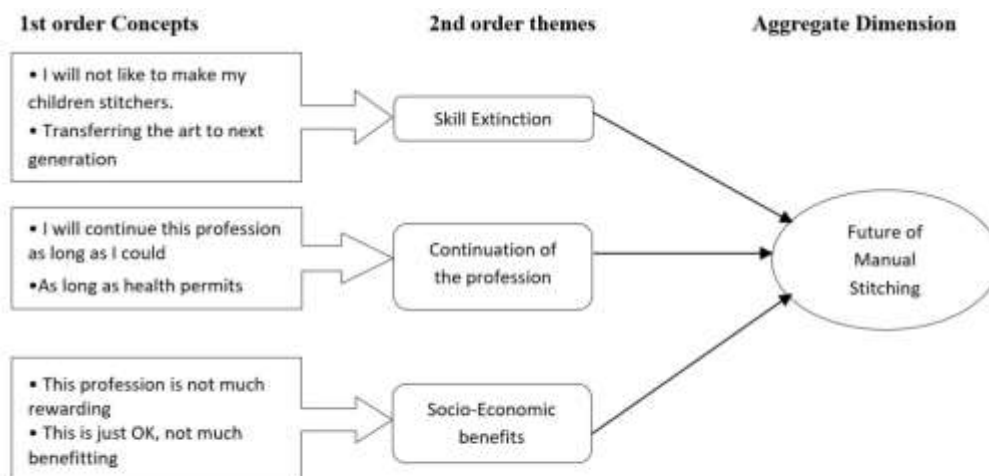 1st order Concepts
2nd order themes
Aggregate Dimension
▪ I will not like to make my
children stitchers.
▪ Transferring the art to next
generation
Skill Extinction
▪ I will continue this profession
as long as I could
▪As long as health permits
Continuation of
the profession
Future of
Manual
Stitching
▪ This profession is not much
rewarding
▪ This is just OK, not much
benefitting
Socio-Economic
benefits